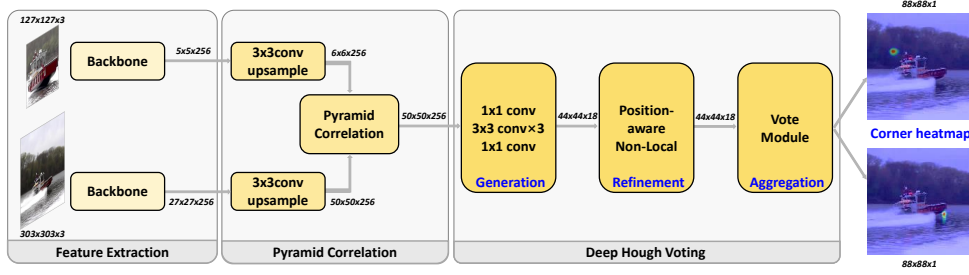 127x127x3
Backbone
5x5x256
3x3conv
upsample
6x6x256
Pyramid
Correlation
50x50x256
303x303x3
Backbone
27x27x256
3x3conv
upsample
50x50x256
1x1 conv
3x3 conv×3
1x1 conv
Generation
44x44x18
Position-
aware
Non-Local
Refinement
44x44x18
Vote
Module
Aggregation
88x88x1
Corner heatmap
88x88x1
Feature Extraction
Pyramid Correlation
Deep Hough Voting